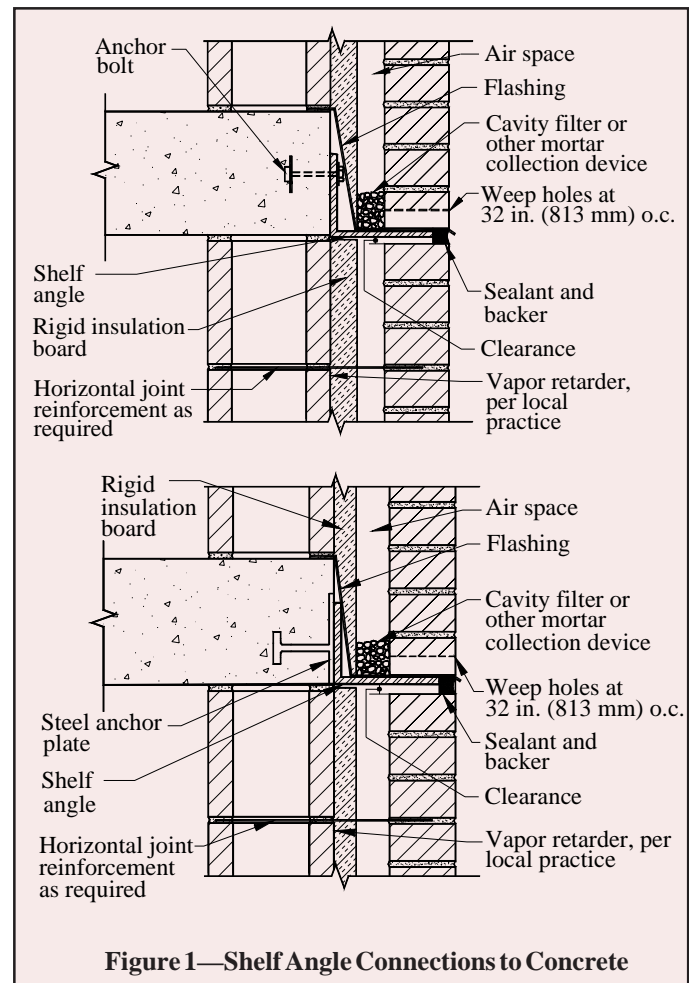 Anchor
bolt
Air space
Flashing
Cavity filter or
other mortar
collection device
Weep holes at
32 in. (813 mm) o.c.
Shelf
angle
Rigid insulation
board
Horizontal joint
reinforcement as
required
Sealant and
backer
Clearance
Vapor retarder,
per local
practice
Rigid
insulation
board
Air space
Flashing
Cavity filter or
other mortar
collection device
Weep holes at
32 in. (813 mm) o.c.
Steel anchor
plate
Shelf
angle
Horizontal joint
reinforcement
as required
Sealant and
backer
Clearance
Vapor retarder, per
local practice
Figure 1—Shelf Angle Connections to Concrete